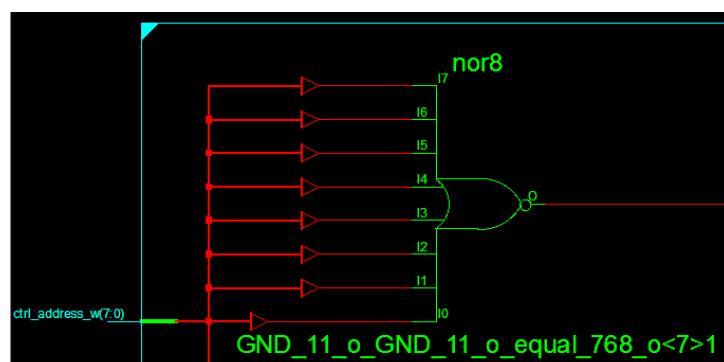 nor8
I7
I6
I5
I4
O
I3
I2
I1
ctrl_address_w(7:0)
I0
GND_11_o_GND_11_o_equal_768_o<7>1